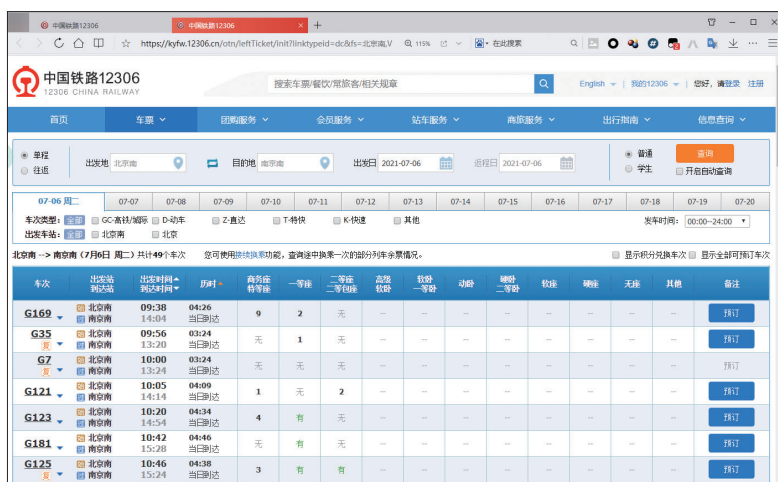 中国铁路12306
中国铁路12306 × +
https://kyfw.12306.cn/otn/leftTicket/init?linktypeid=dc&fs=北京南,V 115% 在此搜索
中国铁路12306
12306 CHINA RAILWAY
搜索车票/餐饮/常旅客/相关规章
English | 我的12306 | 您好，请登录 注册
首页 车票 团购服务 会员服务 站车服务 商旅服务 出行指南 信息查询
单程
往返
出发地 北京南 目的地 南京南 出发日 2021-07-06 返程日 2021-07-06
普通
学生
查询
开启自动查询
07-06 周二 07-07 07-08 07-09 07-10 07-11 07-12 07-13 07-14 07-15 07-16 07-17 07-18 07-19 07-20
车次类型： 全部 GC-高铁/城际 D-动车 Z-直达 T-特快 K-快速 其他 发车时间： 00:00--24:00
出发车站： 全部 北京南 北京
北京南 --> 南京南（7月6日 周二）共计49个车次 您可使用接续换乘功能，查询途中换乘一次的部分列车余票情况。 显示积分兑换车次 显示全部可预订车次
车次 出发站 到达站 出发时间 到达时间 历时 商务座 特等座 一等座 二等座 二等包座 高级 软卧 软卧 一等卧 动卧 硬卧 二等卧 软座 硬座 无座 其他 备注
G169 始 北京南 09:38 04:26 9 2 无 -- -- -- -- -- -- -- -- 预订
过 南京南 14:04 当日到达
G35 始 北京南 09:56 03:24 无 1 无 -- -- -- -- -- -- -- -- 预订
复 过 南京南 13:20 当日到达
G7 始 北京南 10:00 03:24 无 无 无 -- -- -- -- -- -- -- -- 预订
复 过 南京南 13:24 当日到达
G121 始 北京南 10:05 04:09 1 无 2 -- -- -- -- -- -- -- -- 预订
过 南京南 14:14 当日到达
G123 始 北京南 10:20 04:34 4 有 无 -- -- -- -- -- -- -- -- 预订
过 南京南 14:54 当日到达
G181 始 北京南 10:42 04:46 无 有 无 -- -- -- -- -- -- -- -- 预订
过 南京南 15:28 当日到达
G125 始 北京南 10:46 04:38 3 有 有 -- -- -- -- -- -- -- -- 预订
复 过 南京南 15:24 当日到达